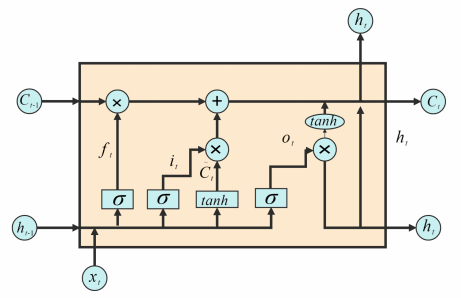 h_t
C_{t-1}
×
+
C_t
tanh
f_t
i_t
×
C̃_t
o_t
×
h_t
σ
σ
tanh
σ
h_{t-1}
h_t
x_t